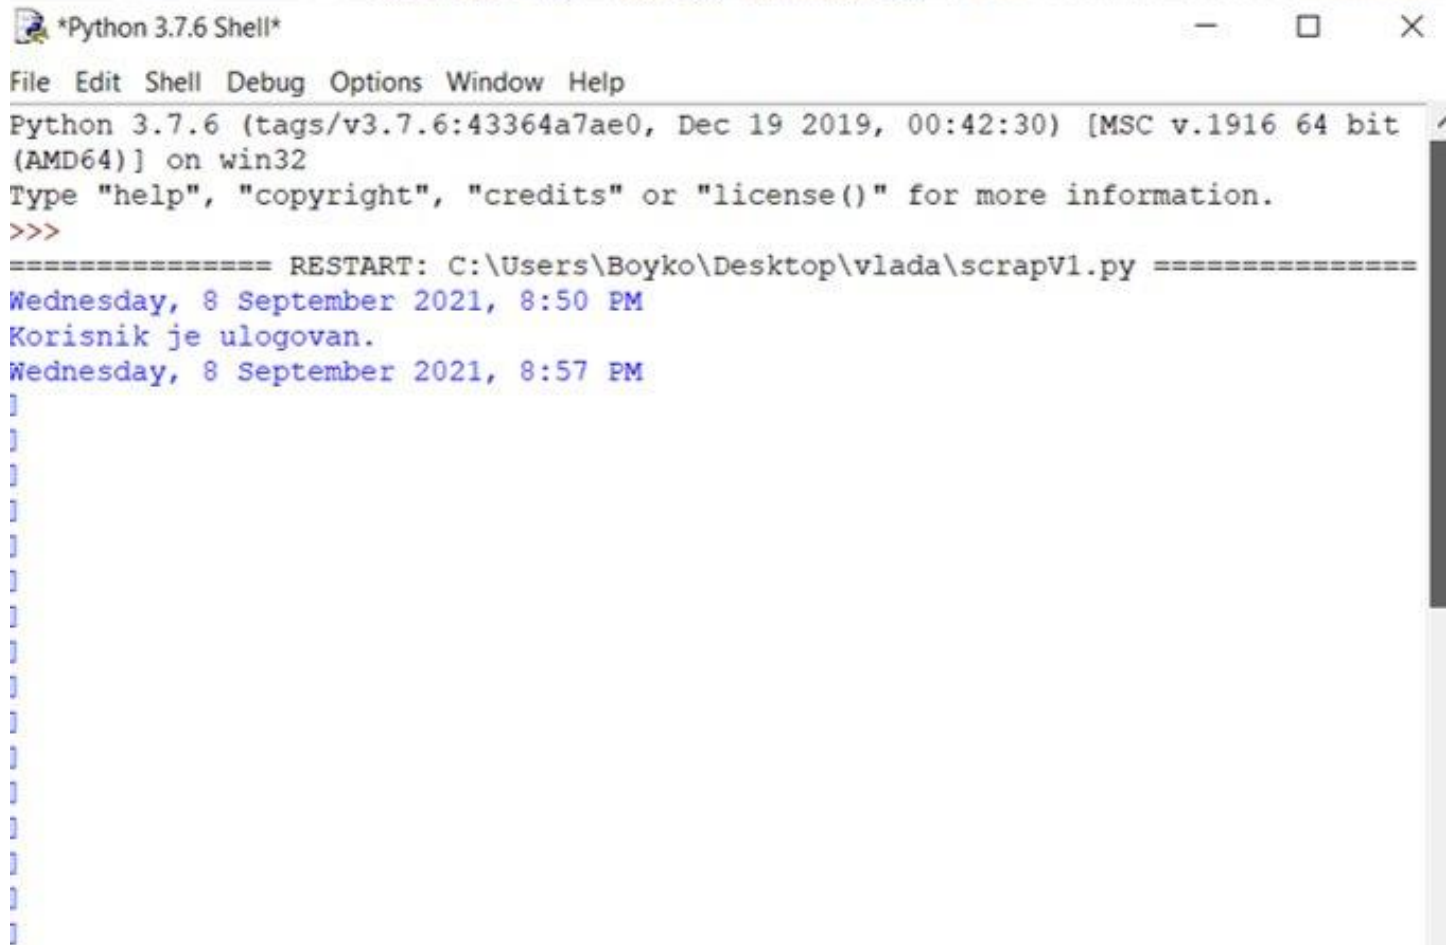 *Python 3.7.6 Shell*
File Edit Shell Debug Options Window Help
Python 3.7.6 (tags/v3.7.6:43364a7ae0, Dec 19 2019, 00:42:30) [MSC v.1916 64 bit
(AMD64)] on win32
Type "help", "copyright", "credits" or "license()" for more information.
>>>
=============== RESTART: C:\Users\Boyko\Desktop\vlada\scrapV1.py ===============
Wednesday, 8 September 2021, 8:50 PM
Korisnik je ulogovan.
Wednesday, 8 September 2021, 8:57 PM